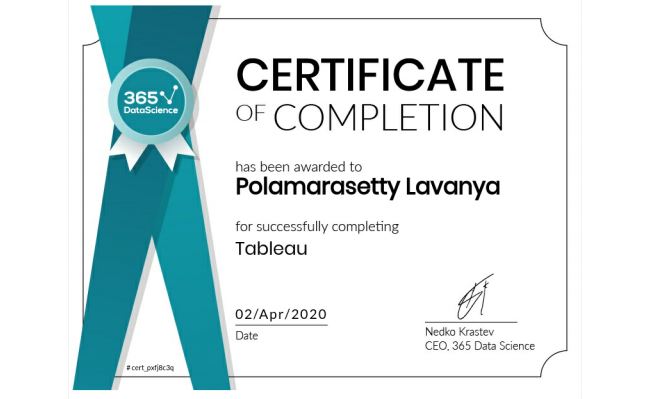 365
DataScience
CERTIFICATE
OF COMPLETION
has been awarded to
Polamarasetty Lavanya
for successfully completing
Tableau
02/Apr/2020
Date
Nedko Krastev
CEO, 365 Data Science
# cert_pxfj8c3q